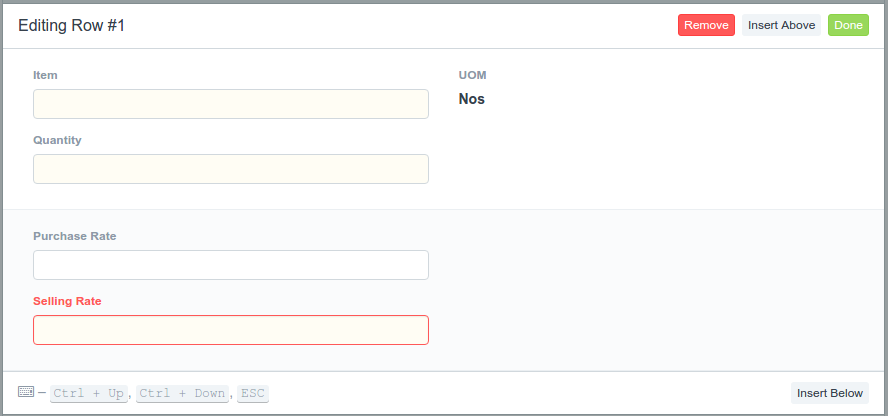 Editing Row #1
Remove
Insert Above
Done
Item
UOM
Nos
Quantity
Purchase Rate
Selling Rate
– Ctrl + Up, Ctrl + Down, ESC
Insert Below